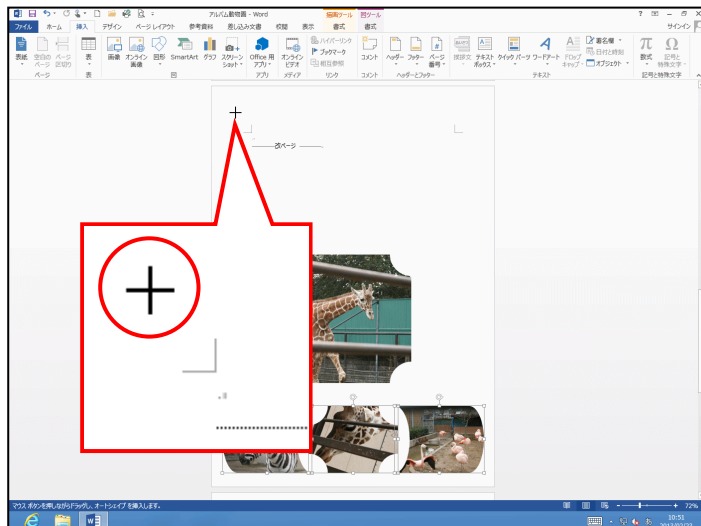 アルバム動物園 - Word
描画ツール 図ツール
ファイル ホーム 挿入 デザイン ページ レイアウト 参考資料 差し込み文書 校閲 表示 書式 書式 サインイン
表紙 空白のページ ページ区切り
表
画像 オンライン画像 図形 SmartArt グラフ スクリーンショット
Office 用アプリ
オンラインビデオ
ハイパーリンク
ブックマーク
相互参照
コメント
ヘッダー フッター ページ番号
挨拶文 テキストボックス クイック パーツ ワードアート ドロップキャップ
署名欄
日付と時刻
オブジェクト
数式 記号と特殊文字
ページ 表 図 アプリ メディア リンク コメント ヘッダーとフッター テキスト 記号と特殊文字
改ページ
マウス ボタンを押しながらドラッグし、オートシェイプ を挿入します。
72%
10:51